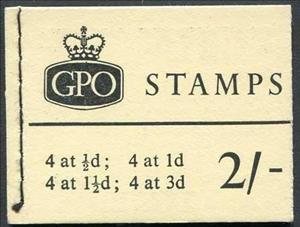 GPO STAMPS
4 at ½d; 4 at 1d
4 at 1½d; 4 at 3d 2/-